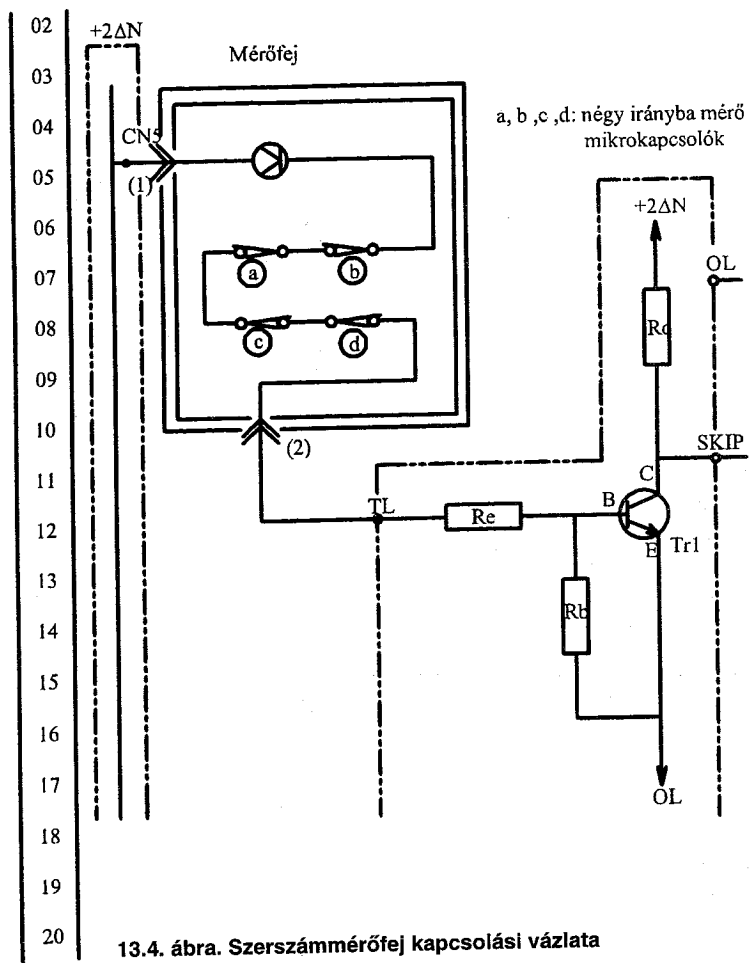 02
03
04
05
06
07
08
09
10
11
12
13
14
15
16
17
18
19
20
+2ΔN
Mérőfej
CN5
(1)
a, b ,c ,d: négy irányba mérő
mikrokapcsolók
+2ΔN
OL
a
b
Rc
c
d
(2)
SKIP
C
TL
Re
B
E
Tr1
Rb
OL
13.4. ábra. Szerszámmérőfej kapcsolási vázlata